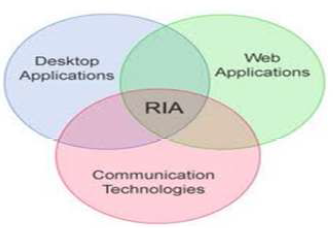 Desktop
Applications
Web
Applications
RIA
Communication
Technologies